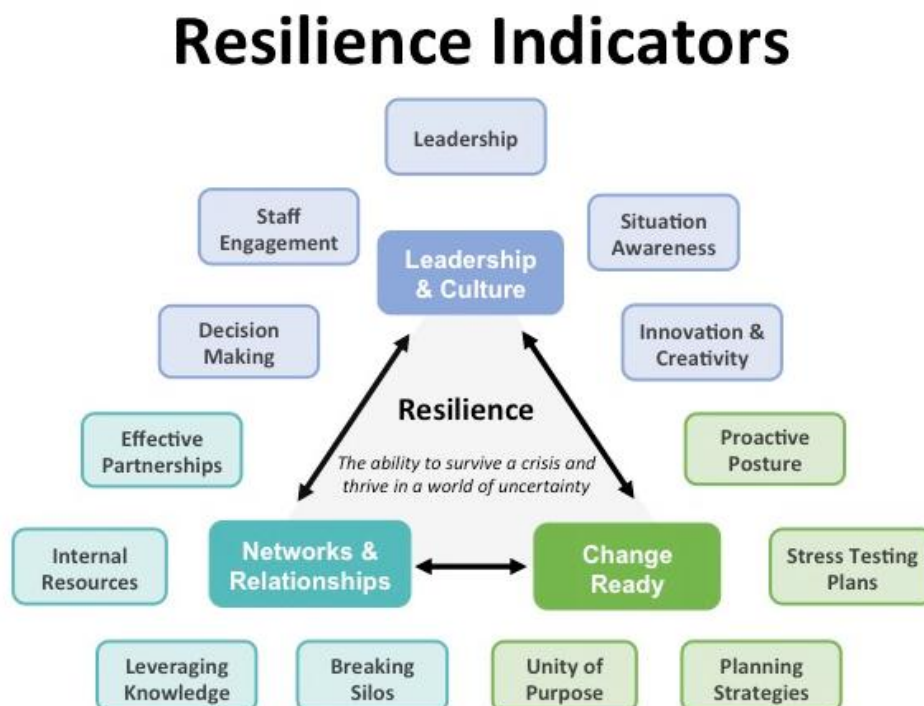 Resilience Indicators
Leadership
Staff
Engagement
Situation
Awareness
Leadership
& Culture
Decision
Making
Innovation &
Creativity
Resilience
The ability to survive a crisis and
thrive in a world of uncertainty
Effective
Partnerships
Proactive
Posture
Internal
Resources
Networks &
Relationships
Change
Ready
Stress Testing
Plans
Leveraging
Knowledge
Breaking
Silos
Unity of
Purpose
Planning
Strategies